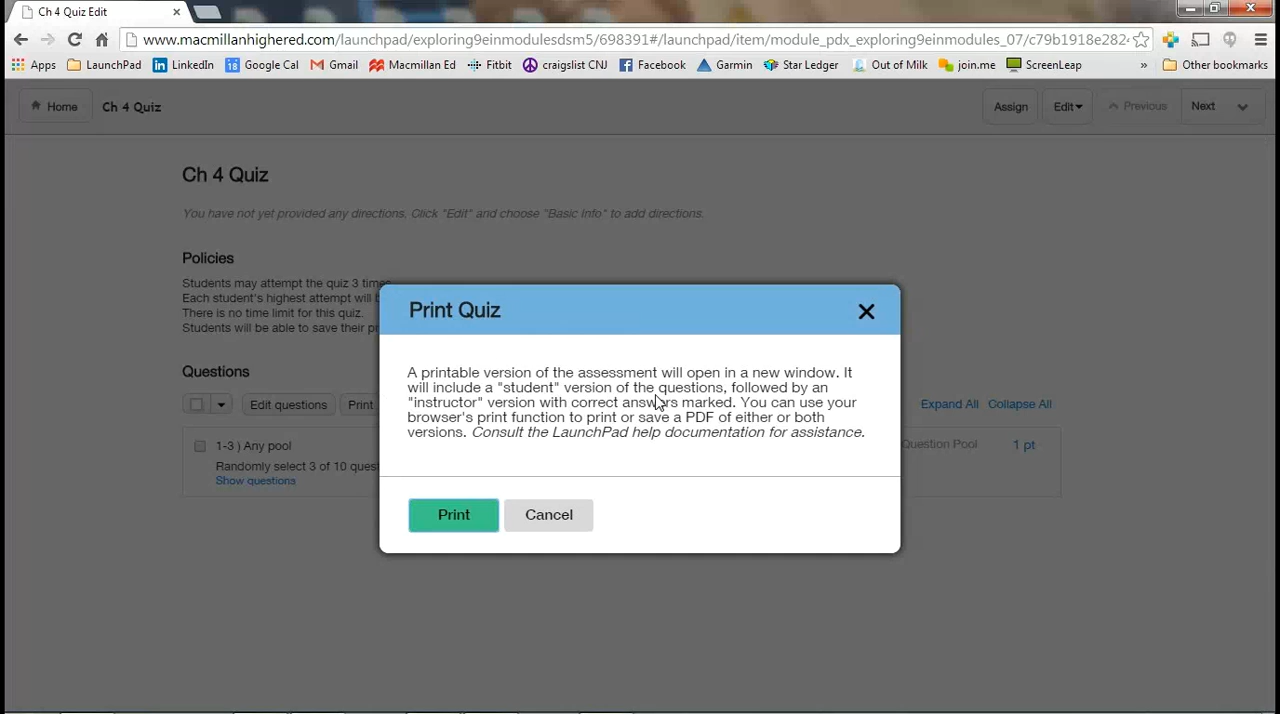 Ch 4 Quiz Edit
www.macmillanhighered.com/launchpad/exploring9einmodulesdsm5/698391#/launchpad/item/module_pdx_exploring9einmodules_07/c79b1918e2824
Apps LaunchPad LinkedIn Google Cal Gmail Macmillan Ed Fitbit craigslist CNJ Facebook Garmin Star Ledger Out of Milk join.me ScreenLeap » Other bookmarks
Home Ch 4 Quiz Assign Edit Previous Next
Ch 4 Quiz
You have not yet provided any directions. Click "Edit" and choose "Basic Info" to add directions.
Policies
Students may attempt the quiz 3 times
Each student's highest attempt will b
There is no time limit for this quiz.
Students will be able to save their pr
Questions
Edit questions Print Expand All Collapse All
1-3 ) Any pool Question Pool 1 pt
Randomly select 3 of 10 quest
Show questions
Print Quiz
A printable version of the assessment will open in a new window. It
will include a "student" version of the questions, followed by an
"instructor" version with correct answers marked. You can use your
browser's print function to print or save a PDF of either or both
versions. Consult the LaunchPad help documentation for assistance.
Print Cancel